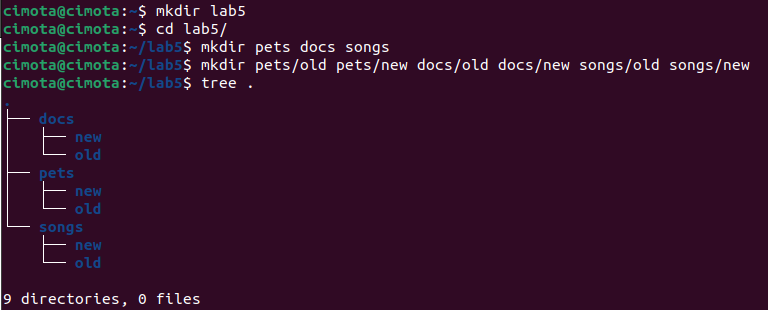 cimota@cimota:~$ mkdir lab5
cimota@cimota:~$ cd lab5/
cimota@cimota:~/lab5$ mkdir pets docs songs
cimota@cimota:~/lab5$ mkdir pets/old pets/new docs/old docs/new songs/old songs/new
cimota@cimota:~/lab5$ tree .
.
├── docs
│   ├── new
│   └── old
├── pets
│   ├── new
│   └── old
└── songs
    ├── new
    └── old
9 directories, 0 files